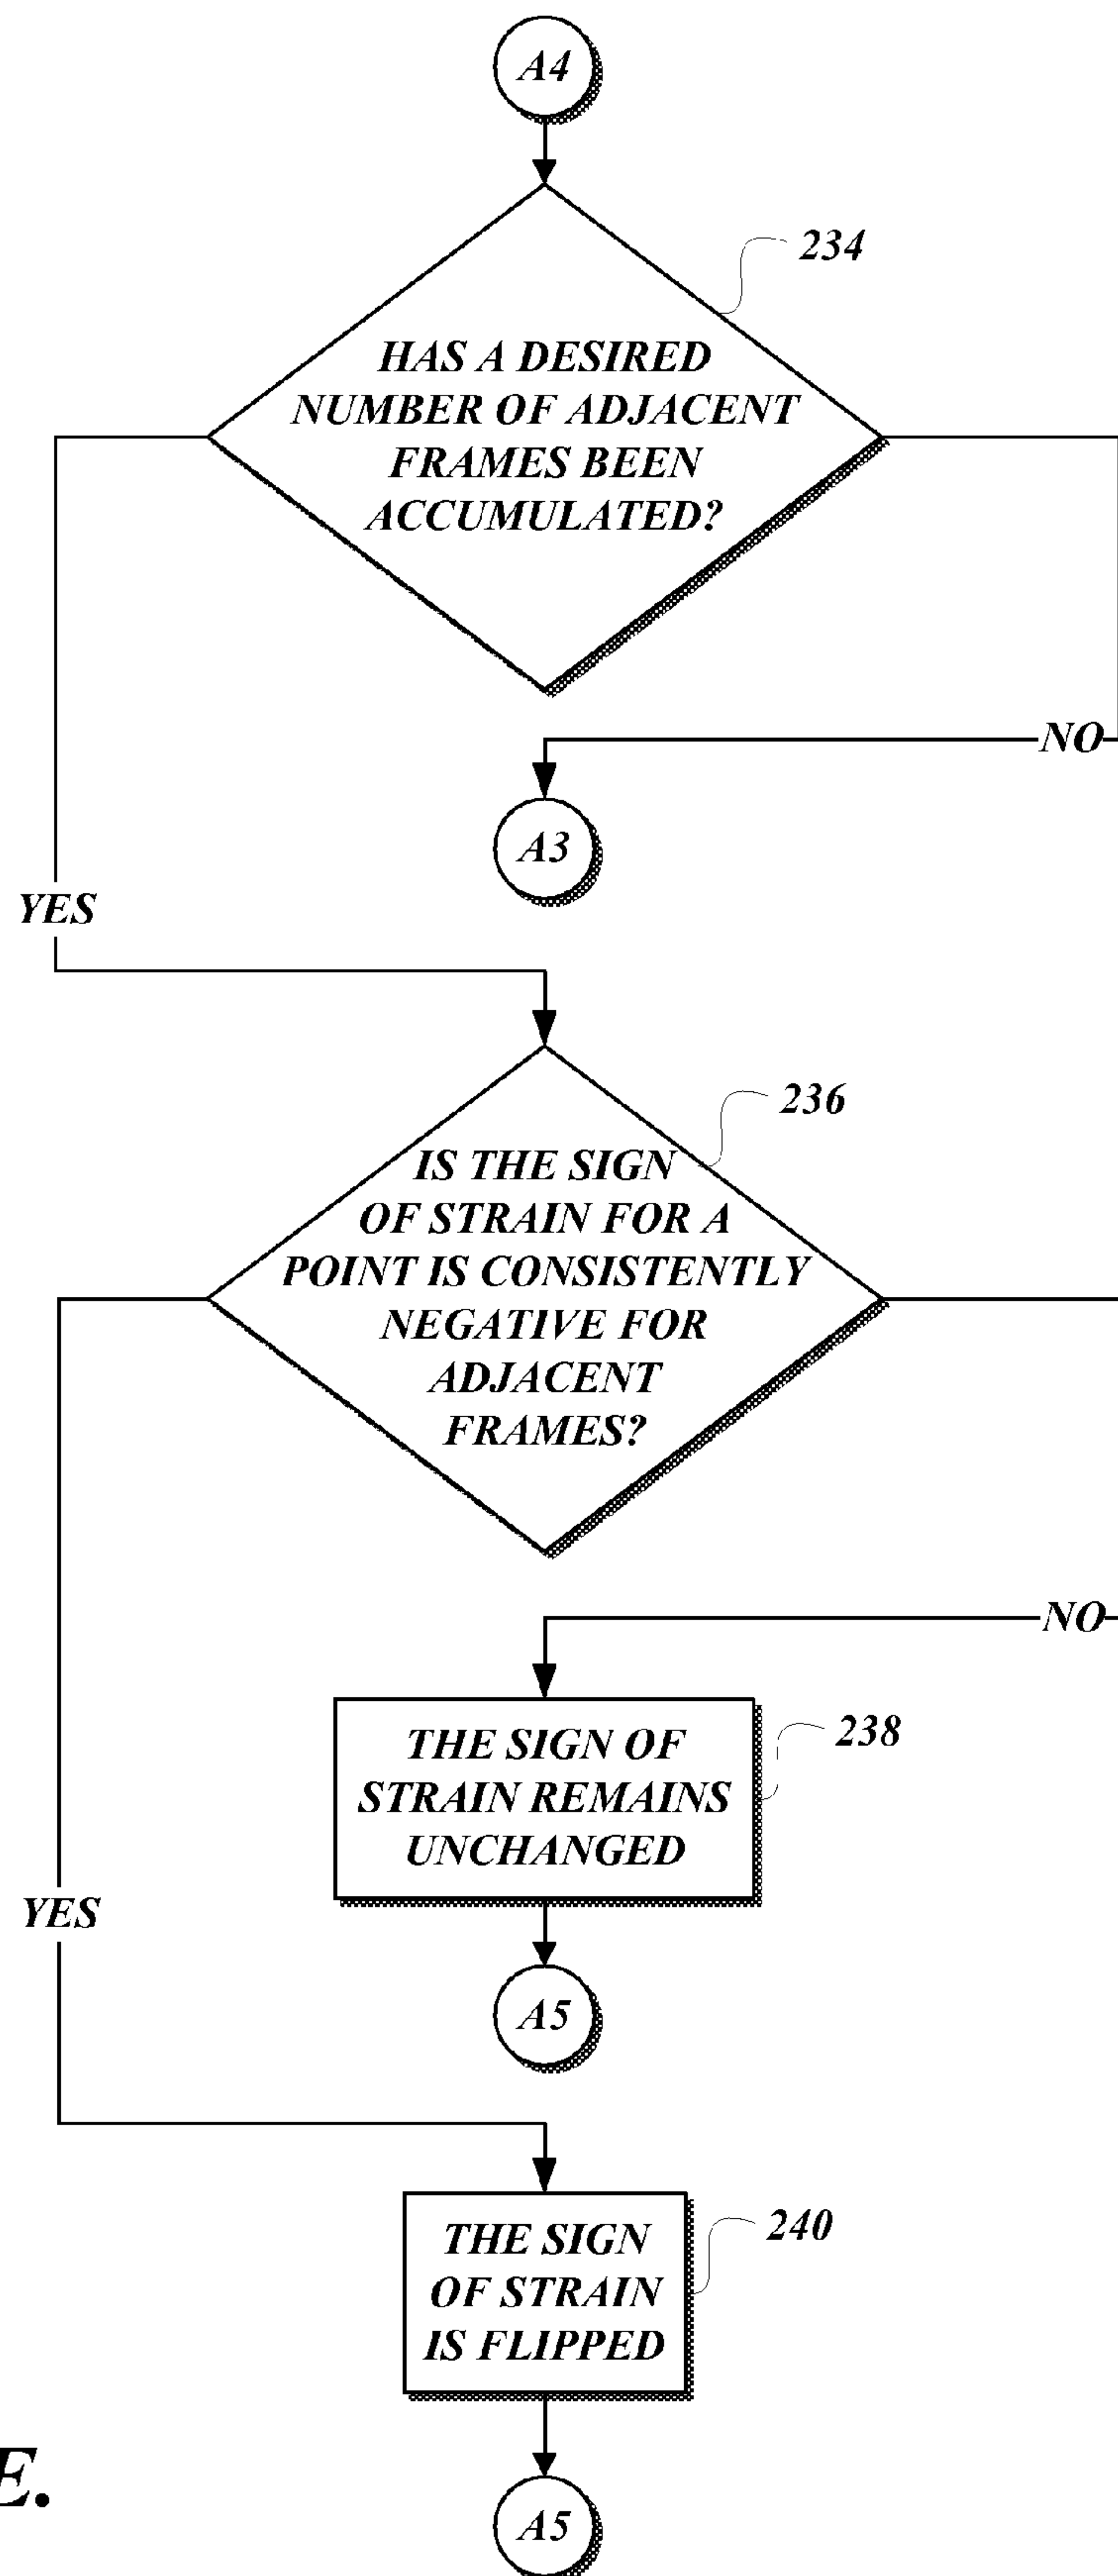 A4
234
HAS A DESIRED
NUMBER OF ADJACENT
FRAMES BEEN
ACCUMULATED?
NO
A3
YES
236
IS THE SIGN
OF STRAIN FOR A
POINT IS CONSISTENTLY
NEGATIVE FOR
ADJACENT
FRAMES?
NO
238
THE SIGN OF
STRAIN REMAINS
UNCHANGED
YES
A5
240
THE SIGN
OF STRAIN
IS FLIPPED
E.
A5